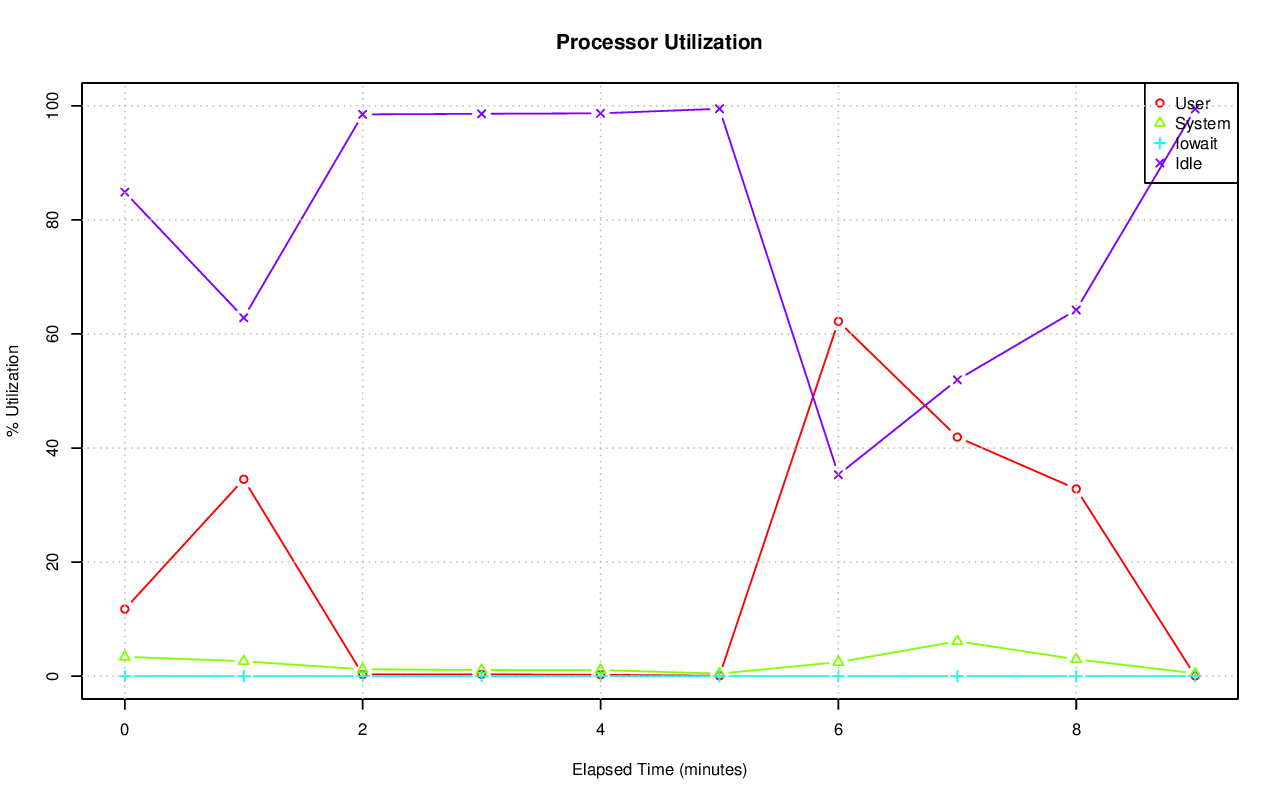 Processor Utilization
% Utilization
100
80
60
40
20
0
User
System
Iowait
Idle
0 2 4 6 8
Elapsed Time (minutes)